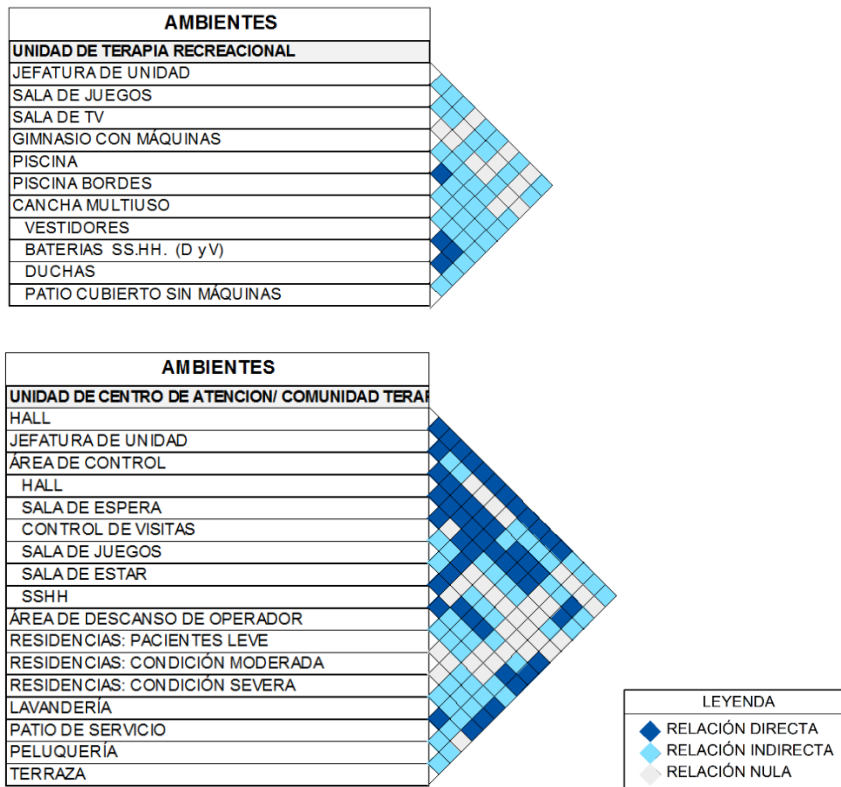 AMBIENTES
UNIDAD DE TERAPIA RECREACIONAL
JEFATURA DE UNIDAD
SALA DE JUEGOS
SALA DE TV
GIMNASIO CON MÁQUINAS
PISCINA
PISCINA BORDES
CANCHA MULTIUSO
VESTIDORES
BATERIAS SS.HH. (D y V)
DUCHAS
PATIO CUBIERTO SIN MÁQUINAS
AMBIENTES
UNIDAD DE CENTRO DE ATENCION/ COMUNIDAD TERAP
HALL
JEFATURA DE UNIDAD
ÁREA DE CONTROL
HALL
SALA DE ESPERA
CONTROL DE VISITAS
SALA DE JUEGOS
SALA DE ESTAR
SSHH
ÁREA DE DESCANSO DE OPERADOR
RESIDENCIAS: PACIENTES LEVE
RESIDENCIAS: CONDICIÓN MODERADA
RESIDENCIAS: CONDICIÓN SEVERA
LAVANDERÍA
PATIO DE SERVICIO
PELUQUERÍA
TERRAZA
LEYENDA
RELACIÓN DIRECTA
RELACIÓN INDIRECTA
RELACIÓN NULA